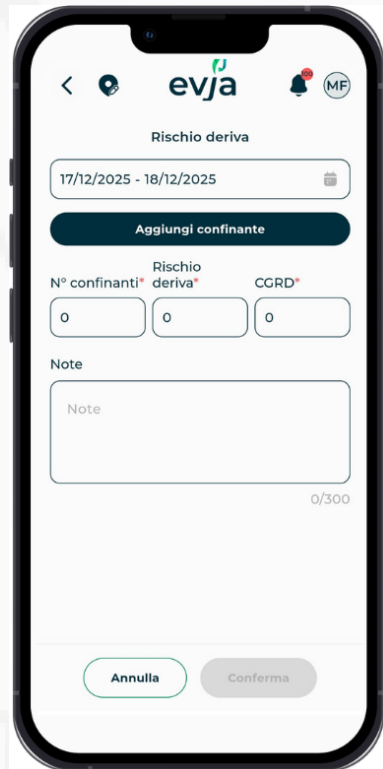 100
evja
MF
Rischio deriva
17/12/2025 - 18/12/2025
Aggiungi confinante
N° confinanti*
Rischio deriva*
CGRD*
0
0
0
Note
Note
0/300
Annulla
Conferma